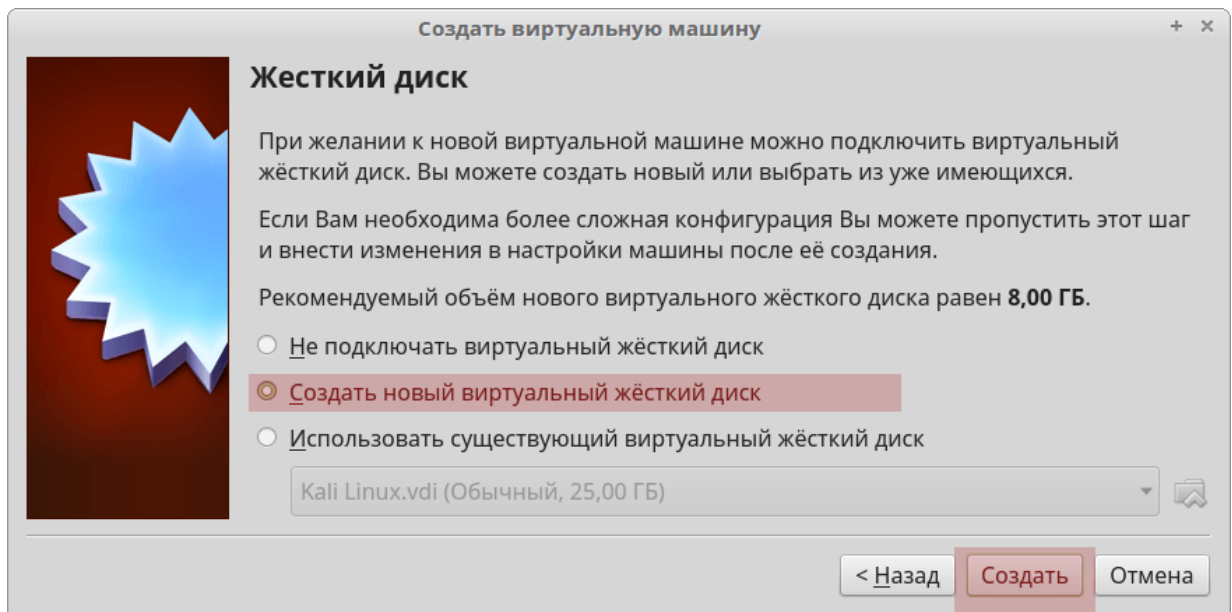 Создать виртуальную машину
Жесткий диск
При желании к новой виртуальной машине можно подключить виртуальный
жёсткий диск. Вы можете создать новый или выбрать из уже имеющихся.
Если Вам необходима более сложная конфигурация Вы можете пропустить этот шаг
и внести изменения в настройки машины после её создания.
Рекомендуемый объём нового виртуального жёсткого диска равен 8,00 ГБ.
Не подключать виртуальный жёсткий диск
Создать новый виртуальный жёсткий диск
Использовать существующий виртуальный жёсткий диск
Kali Linux.vdi (Обычный, 25,00 ГБ)
< Назад Создать Отмена